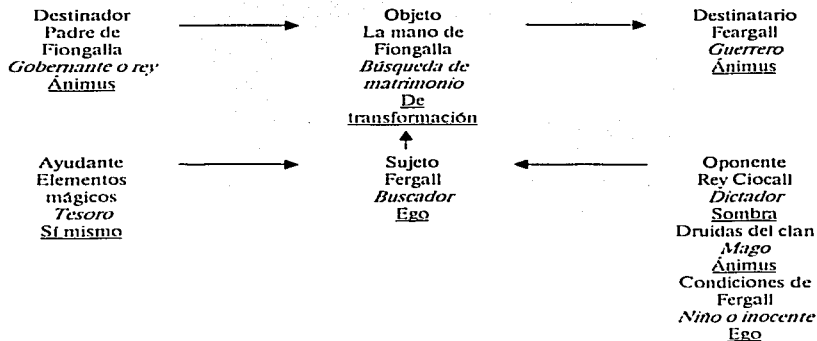 Destinador
Padre de
Fiongalla
Gobernante o rey
Ánimus
Objeto
La mano de
Fiongalla
Búsqueda de
matrimonio
De
transformación
Destinatario
Feargall
Guerrero
Ánimus
Ayudante
Elementos
mágicos
Tesoro
Sí mismo
Sujeto
Fergall
Buscador
Ego
Oponente
Rey Ciocall
Dictador
Sombra
Druidas del clan
Mago
Ánimus
Condiciones de
Fergall
Niño o inocente
Ego